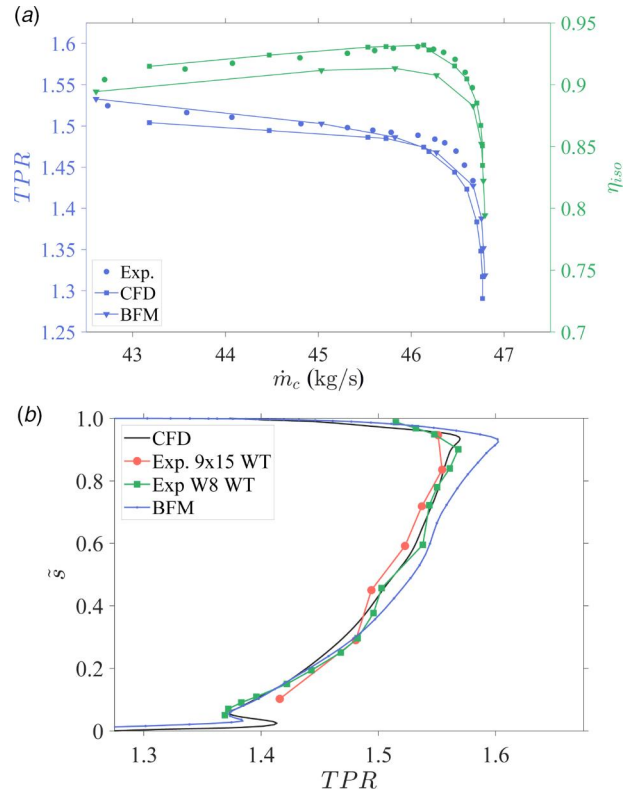 (a)
1.6
1.55
1.5
1.45
1.4
1.35
1.3
1.25
TPR
0.95
0.9
0.85
0.8
0.75
0.7
η_iso
Exp.
CFD
BFM
43 44 45 46 47
ṁ_c (kg/s)
(b)
1.0
0.8
0.6
0.4
0.2
0
s̃
CFD
Exp. 9x15 WT
Exp W8 WT
BFM
1.3 1.4 1.5 1.6
TPR